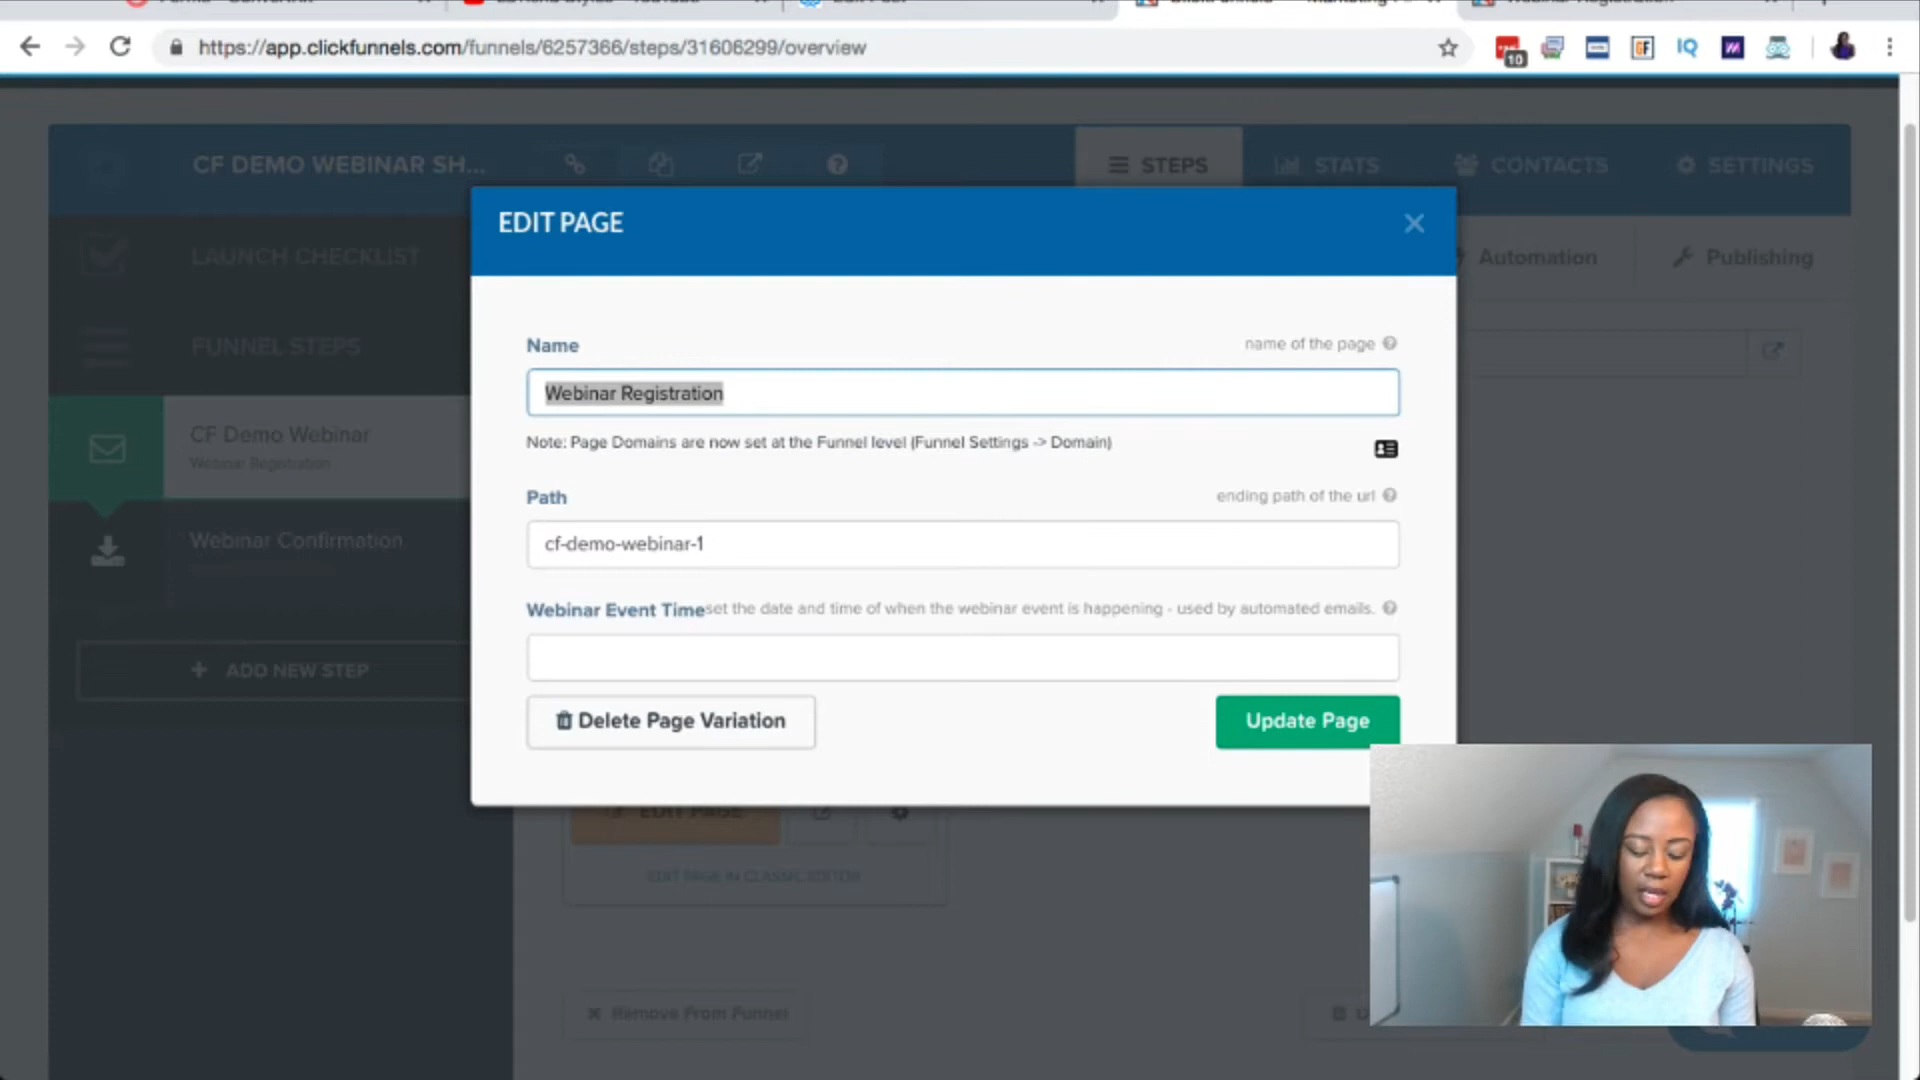 https://app.clickfunnels.com/funnels/6257366/steps/31606299/overview
10
GF
IQ
CF DEMO WEBINAR SH...
STEPS
STATS
CONTACTS
SETTINGS
EDIT PAGE
LAUNCH CHECKLIST
Automation
Publishing
FUNNEL STEPS
Name
name of the page
Webinar Registration
CF Demo Webinar
Webinar Registration
Note: Page Domains are now set at the Funnel level (Funnel Settings -> Domain)
Path
ending path of the url
cf-demo-webinar-1
Webinar Confirmation
Webinar Event Time
set the date and time of when the webinar event is happening - used by automated emails.
+ ADD NEW STEP
Delete Page Variation
Update Page
EDIT PAGE
EDIT PAGE IN CLASSIC EDITOR
Remove From Funnel